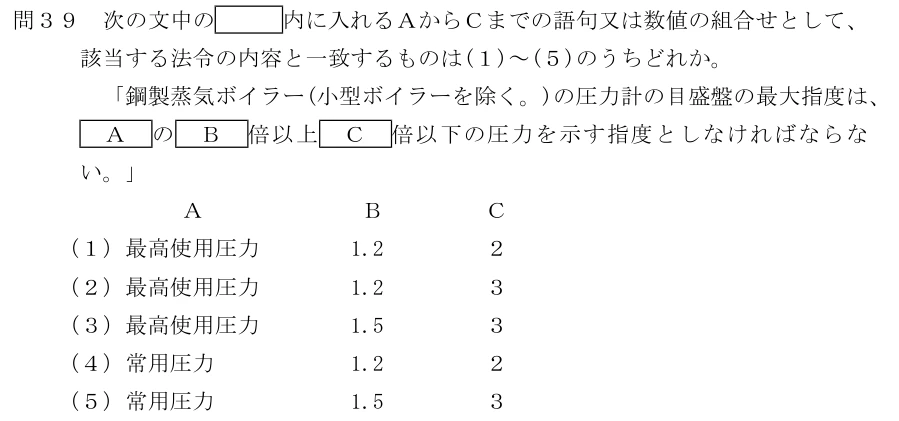 問３９　次の文中の　　　内に入れるＡからＣまでの語句又は数値の組合せとして、
該当する法令の内容と一致するものは(１)～(５)のうちどれか。
「鋼製蒸気ボイラー(小型ボイラーを除く。)の圧力計の目盛盤の最大指度は、
Ａ の Ｂ 倍以上 Ｃ 倍以下の圧力を示す指度としなければならな
い。」
Ａ　Ｂ　Ｃ
(１) 最高使用圧力　1.2　２
(２) 最高使用圧力　1.2　３
(３) 最高使用圧力　1.5　３
(４) 常用圧力　1.2　２
(５) 常用圧力　1.5　３